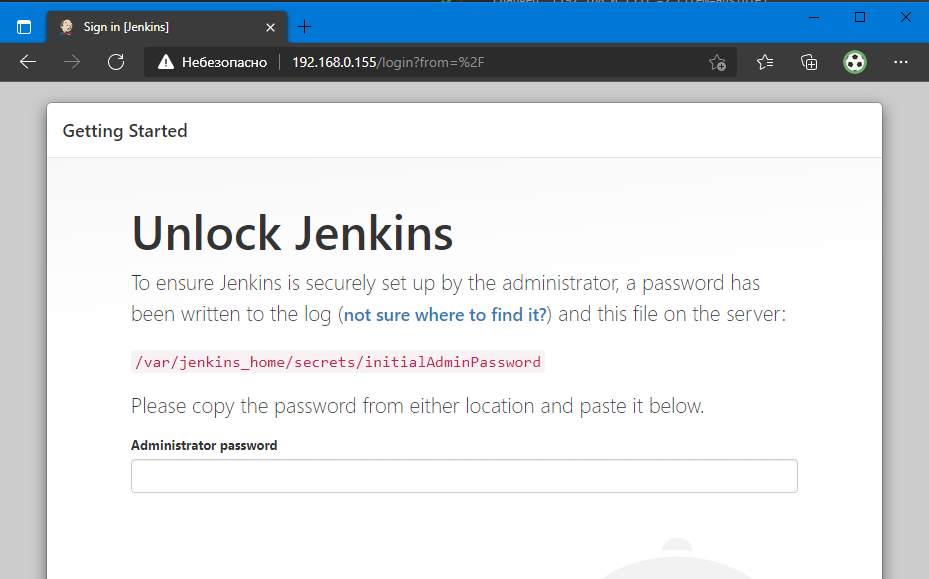 Sign in [Jenkins]
Небезопасно
192.168.0.155/login?from=%2F
Getting Started
Unlock Jenkins
To ensure Jenkins is securely set up by the administrator, a password has
been written to the log (not sure where to find it?) and this file on the server:
/var/jenkins_home/secrets/initialAdminPassword
Please copy the password from either location and paste it below.
Administrator password